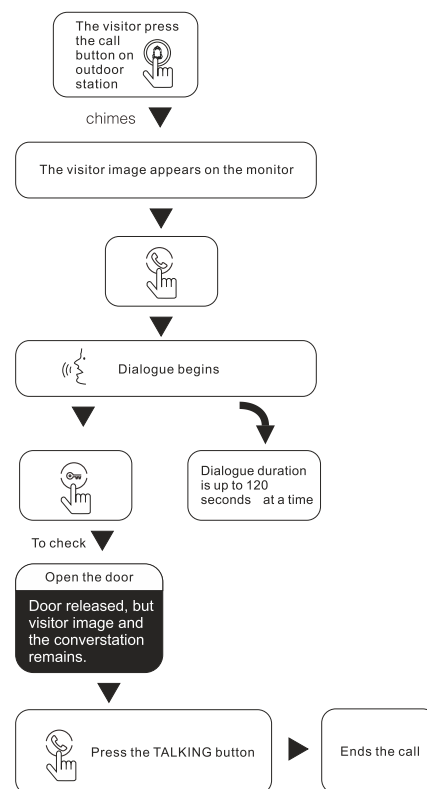 The visitor press
the call
button on
outdoor
station
chimes
The visitor image appears on the monitor
Dialogue begins
Dialogue duration
is up to 120
seconds at a time
To check
Open the door
Door released, but
visitor image and
the converstation
remains.
Press the TALKING button
Ends the call